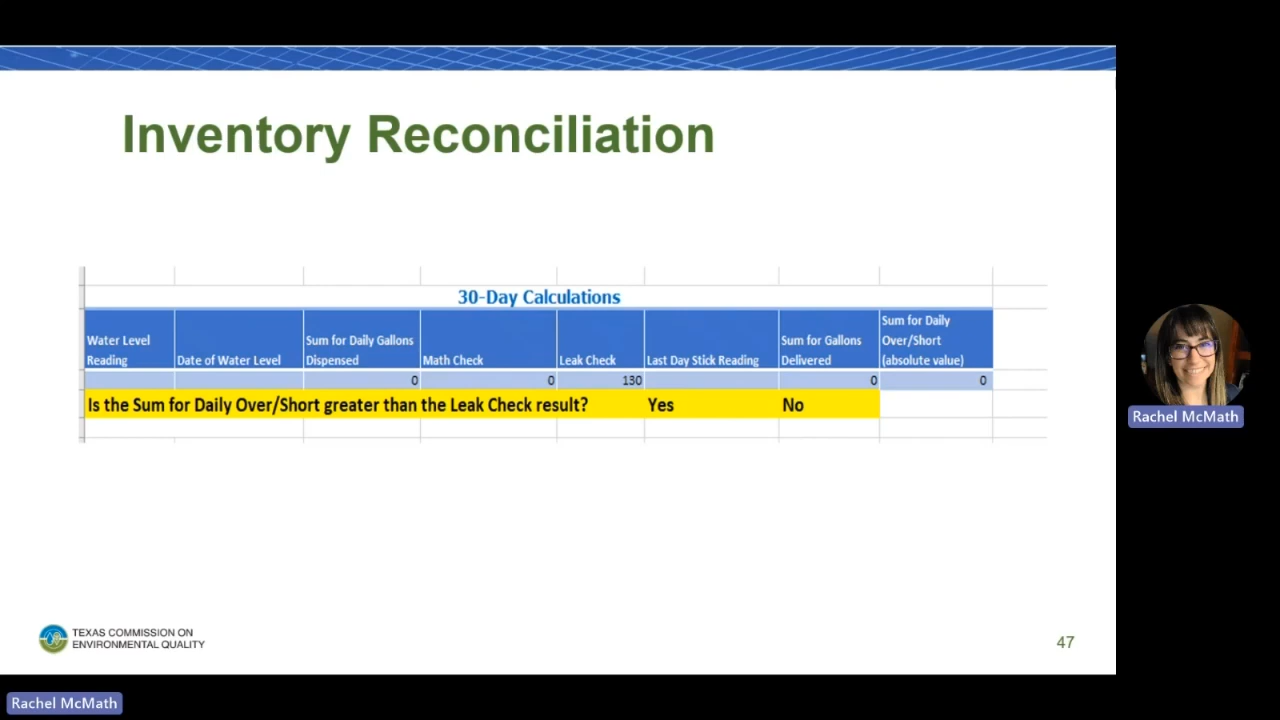 Inventory Reconciliation
30-Day Calculations
Water Level
Reading
Date of Water Level
Sum for Daily Gallons
Dispensed
Math Check
Leak Check
Last Day Stick Reading
Sum for Gallons
Delivered
Sum for Daily
Over/Short
(absolute value)
0
0
130
0
0
Is the Sum for Daily Over/Short greater than the Leak Check result?
Yes
No
Rachel McMath
TEXAS COMMISSION ON
ENVIRONMENTAL QUALITY
47
Rachel McMath